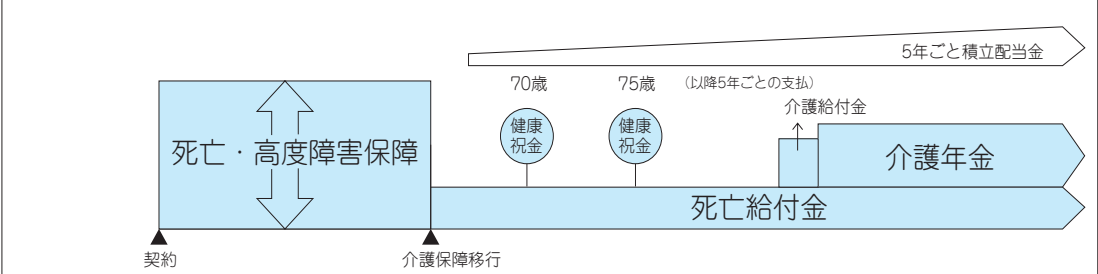 5年ごと積立配当金
70歳
75歳
(以降5年ごとの支払)
介護給付金
健康
祝金
健康
祝金
死亡・高度障害保障
介護年金
死亡給付金
契約
介護保障移行